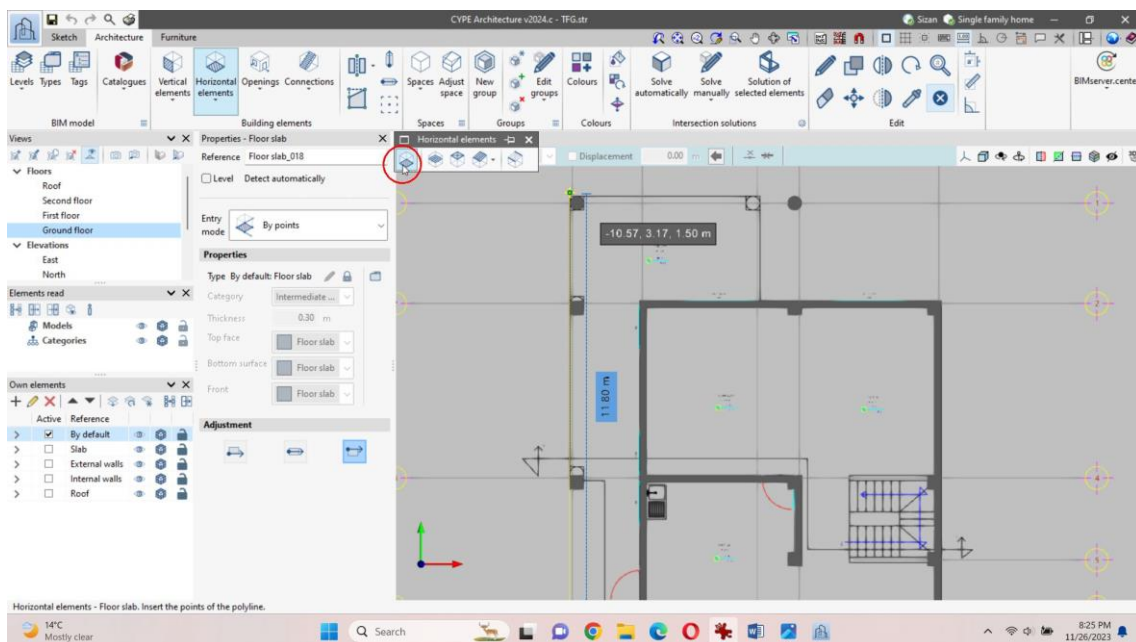 CYPE Architecture v2024.c - TFG.str
Sizan
Single family home
Sketch Architecture Furniture
Levels Types Tags
Catalogues
Vertical elements
Horizontal elements
Openings
Connections
Spaces
Adjust space
New group
Edit groups
Colours
Solve automatically
Solve manually
Solution of selected elements
BIMserver.cente
BIM model
Building elements
Spaces
Groups
Colours
Intersection solutions
Edit
Views
Floors
Roof
Second floor
First floor
Ground floor
Elevations
East
North
Elements read
Models
Categories
Own elements
Active Reference
By default
Slab
External walls
Internal walls
Roof
Properties - Floor slab
Reference Floor slab_018
Level Detect automatically
Entry mode By points
Properties
Type By default: Floor slab
Category Intermediate ...
Thickness 0.30 m
Top face Floor slab
Bottom surface Floor slab
Front Floor slab
Adjustment
Horizontal elements
Displacement 0.00 m
-10.57, 3.17, 1.50 m
11.80 m
1
2
4
5
Horizontal elements - Floor slab. Insert the points of the polyline.
14°C
Mostly clear
Search
8:25 PM
11/26/2023